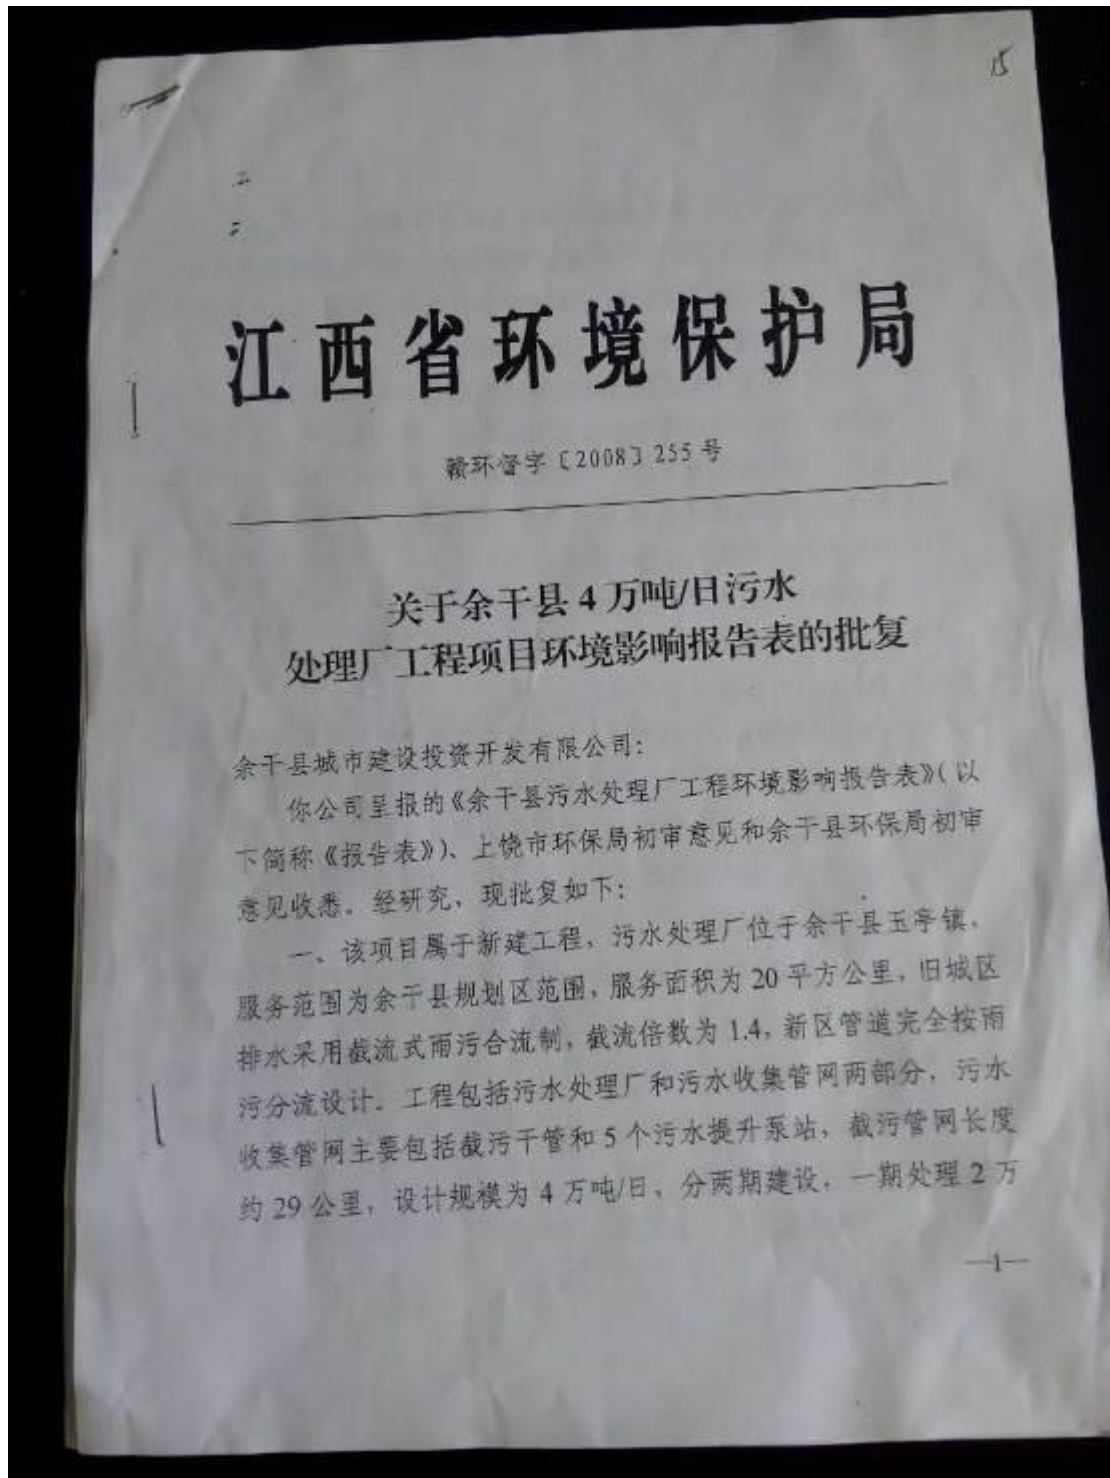 15
江西省环境保护局
赣环督字〔2008〕255号
关于余干县4万吨/日污水
处理厂工程项目环境影响报告表的批复
余干县城市建设投资开发有限公司：
你公司呈报的《余干县污水处理厂工程环境影响报告表》（以
下简称《报告表》）、上饶市环保局初审意见和余干县环保局初审
意见收悉。经研究，现批复如下：
一、该项目属于新建工程，污水处理厂位于余干县玉亭镇，
服务范围为余干县规划区范围，服务面积为20平方公里，旧城区
排水采用截流式雨污合流制，截流倍数为1.4，新区管道完全按雨
污分流设计。工程包括污水处理厂和污水收集管网两部分，污水
收集管网主要包括截污干管和5个污水提升泵站，截污管网长度
约29公里，设计规模为4万吨/日，分两期建设，一期处理2万
—1—